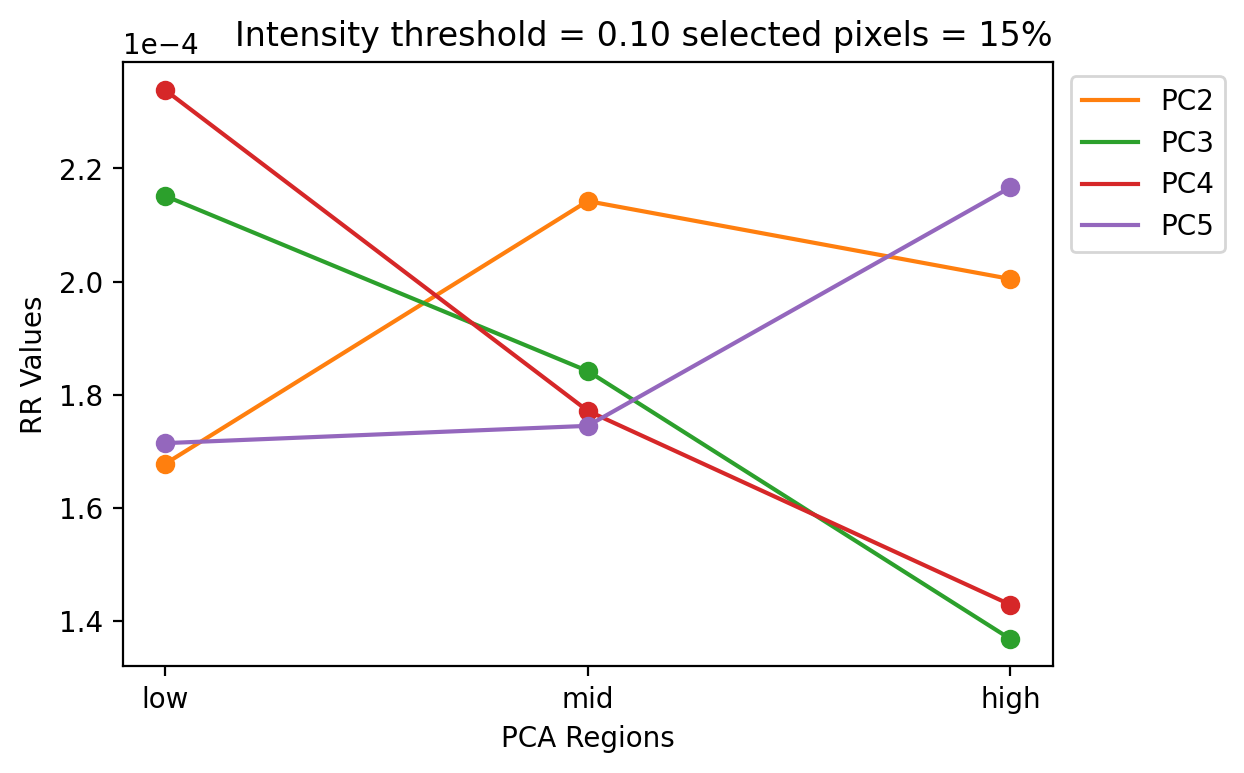 Intensity threshold = 0.10 selected pixels = 15%
1e−4
2.2
2.0
1.8
1.6
1.4
RR Values
low
mid
high
PCA Regions
PC2
PC3
PC4
PC5